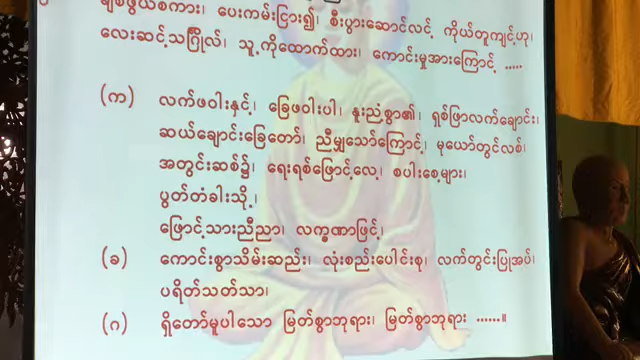 ချစ်ဖွယ်စကား၊ ပေးကမ်းငြား၍၊ စီးပွားဆောင်လင့်၊ ကိုယ်တူကျင့်ဟု၊
လေးဆင့်သင်္ဂြိုလ်၊ သူ့ကိုထောက်ထား၊ ကောင်းမှုအားကြောင့် .....
(က) လက်ဖဝါးနှင့်၊ ခြေဖဝါးပါ၊ နူးညံ့စွာ၏၊ ရှစ်ဖြာလက်ချောင်း၊
ဆယ်ချောင်းခြေတော်၊ ညီမျှသော်ကြောင့်၊ မုယောတွင်လစ်၊
အတွင်းဆစ်၌၊ ရေးရစ်ဖြောင့်လေ့၊ စပါးစေ့များ၊
ပွတ်တံခါးသို့၊
ဖြောင့်သားညီညာ၊ လက္ခဏာဖြင့်၊
(ခ) ကောင်းစွာသိမ်းဆည်း၊ လုံးစည်းပေါင်းစု၊ လက်တွင်းပြုအပ်၊
ပရိတ်သတ်သာ၊
(ဂ) ရှိတော်မူပါသော မြတ်စွာဘုရား၊ မြတ်စွာဘုရား ......။